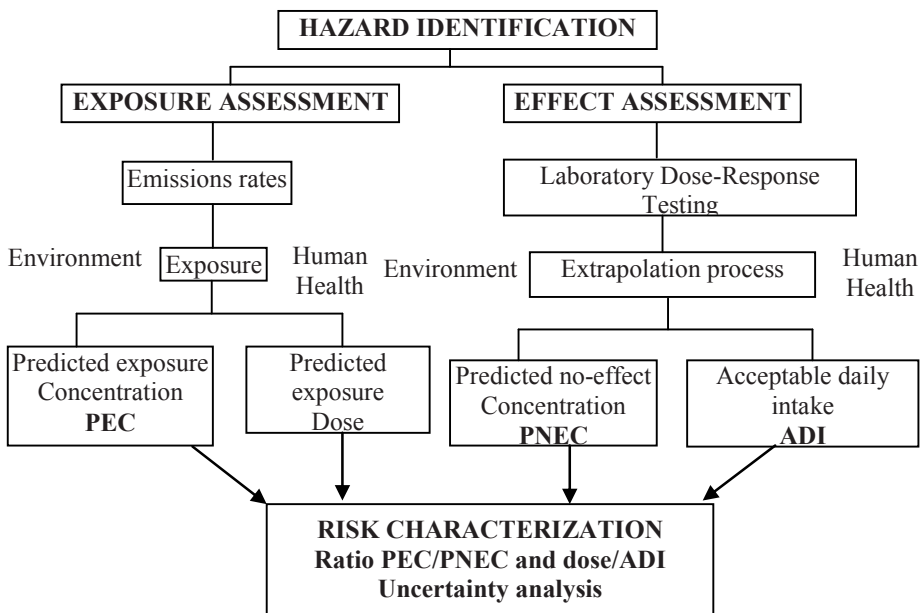 HAZARD IDENTIFICATION
EXPOSURE ASSESSMENT
EFFECT ASSESSMENT
Emissions rates
Laboratory Dose-Response
Testing
Environment
Exposure
Human
Health
Environment
Extrapolation process
Human
Health
Predicted exposure
Concentration
PEC
Predicted
exposure
Dose
Predicted no-effect
Concentration
PNEC
Acceptable daily
intake
ADI
RISK CHARACTERIZATION
Ratio PEC/PNEC and dose/ADI
Uncertainty analysis